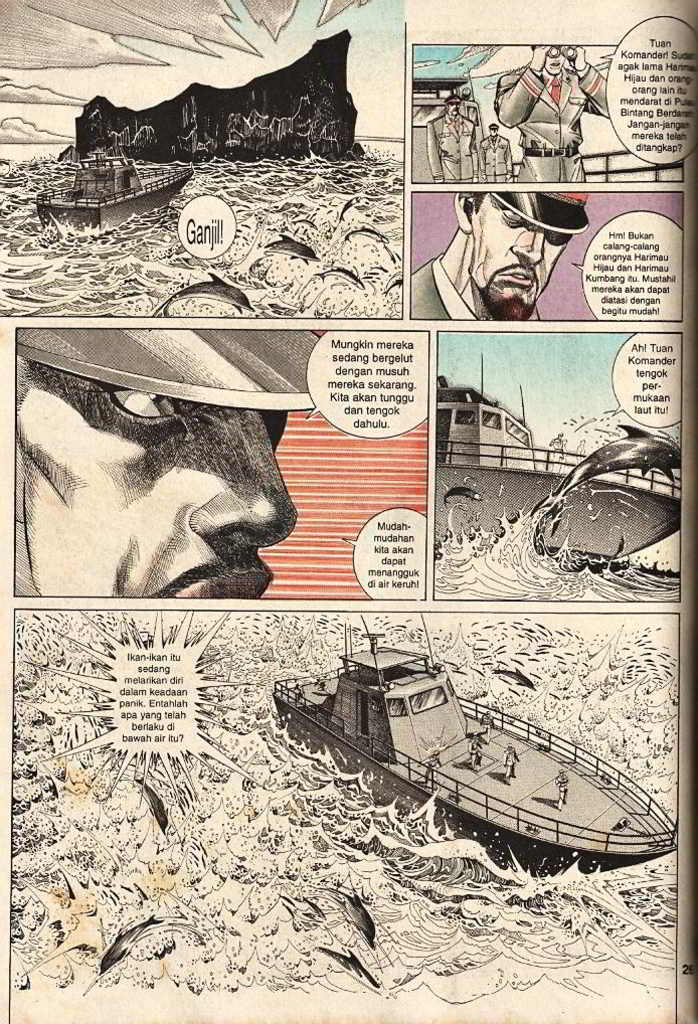 Ganjil!
Tuan
Komander! Sudah
agak lama Harimau
Hijau dan orang-
orang lain itu
mendarat di Pulau
Bintang Berdarah.
Jangan-jangan
mereka telah
ditangkap?
Hm! Bukan
calang-calang
orangnya Harimau
Hijau dan Harimau
Kumbang itu. Mustahil
mereka akan dapat
diatasi dengan
begitu mudah!
Mungkin mereka
sedang bergelut
dengan musuh
mereka sekarang.
Kita akan tunggu
dan tengok
dahulu.
Mudah-
mudahan
kita akan
dapat
menangguk
di air keruh!
Ah! Tuan
Komander
tengok
per-
mukaan
laut itu!
Ikan-ikan itu
sedang
melarikan diri
dalam keadaan
panik. Entahlah
apa yang telah
berlaku di
bawah air itu?